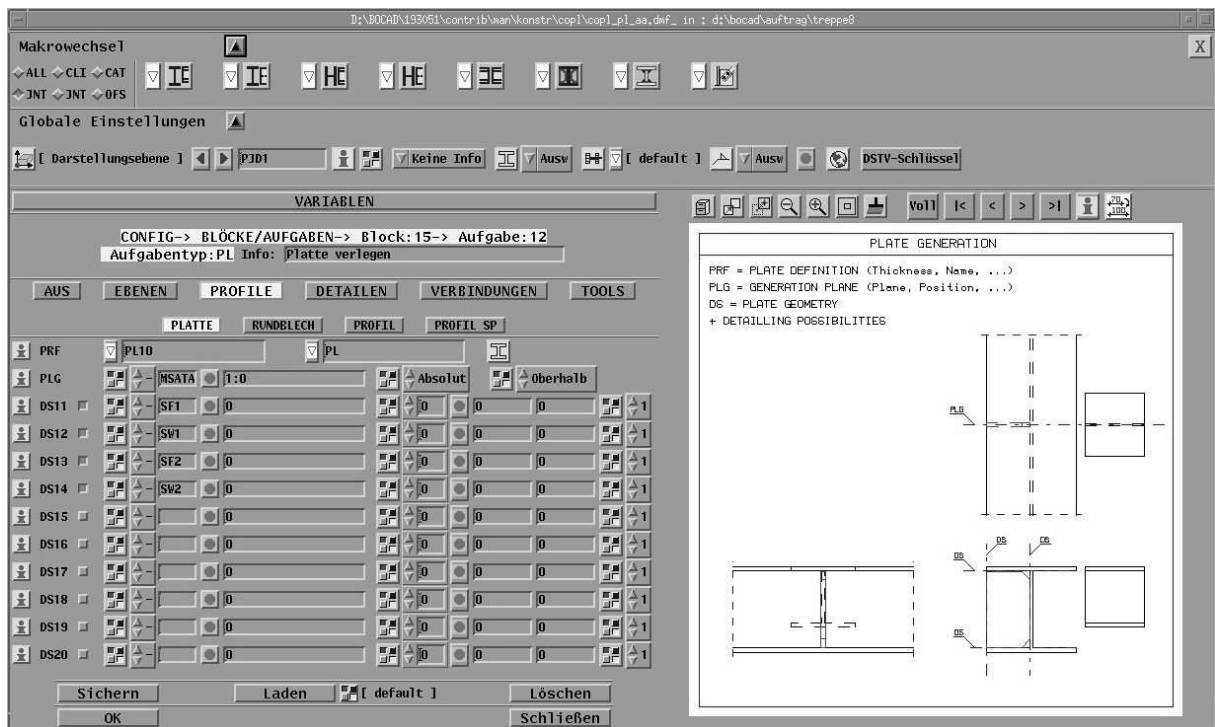 D:\BOCAD\193051\contrib\man\konstr\copl\copl_pl_aa.dmf_ in : d:\bocad\auftrag\treppe8
Makrowechsel
X
ALL CLI CAT
JNT JNT OFS
Globale Einstellungen
[ Darstellungsebene ] PJD1 Keine Info Ausw [ default ] Ausw DSTV-Schlüssel
VARIABLEN
CONFIG-> BLÖCKE/AUFGABEN-> Block:15-> Aufgabe:12
Aufgabentyp:PL Info: Platte verlegen
AUS EBENEN PROFILE DETAILEN VERBINDUNGEN TOOLS
PLATTE RUNDBLECH PROFIL PROFIL SP
PRF PL10 PL
PLG - MSATA 1:0 Absolut Oberhalb
DS11 - SF1 0 0 0 0 1
DS12 - SW1 0 0 0 0 1
DS13 - SF2 0 0 0 0 1
DS14 - SW2 0 0 0 0 1
DS15 - 0 0 0 0 1
DS16 - 0 0 0 0 1
DS17 - 0 0 0 0 1
DS18 - 0 0 0 0 1
DS19 - 0 0 0 0 1
DS20 - 0 0 0 0 1
Sichern Laden [ default ] Löschen
OK Schließen
Voll |< < > >| 70 100
PLATE GENERATION
PRF = PLATE DEFINITION (Thickness, Name, ...)
PLG = GENERATION PLANE (Plane, Position, ...)
DS = PLATE GEOMETRY
+ DETAILLING POSSIBILITIES
PLG
DS DS
DS
DS